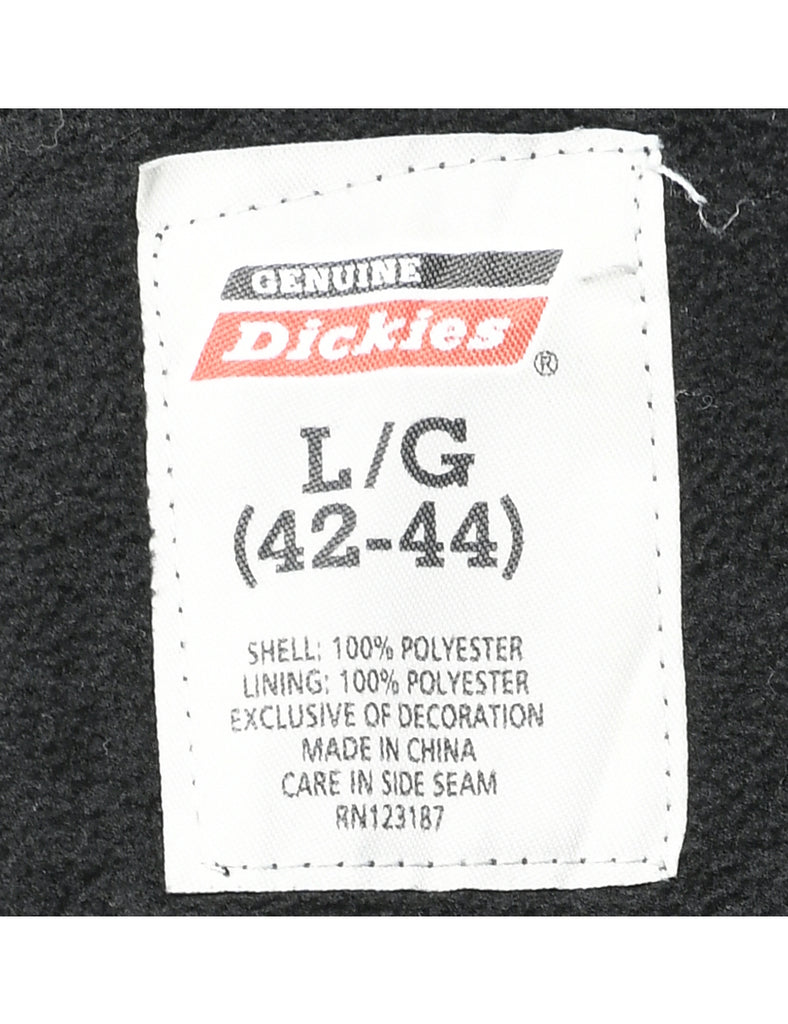 GENUINE
Dickies
®
L/G
(42-44)
SHELL: 100% POLYESTER
LINING: 100% POLYESTER
EXCLUSIVE OF DECORATION
MADE IN CHINA
CARE IN SIDE SEAM
RN123187